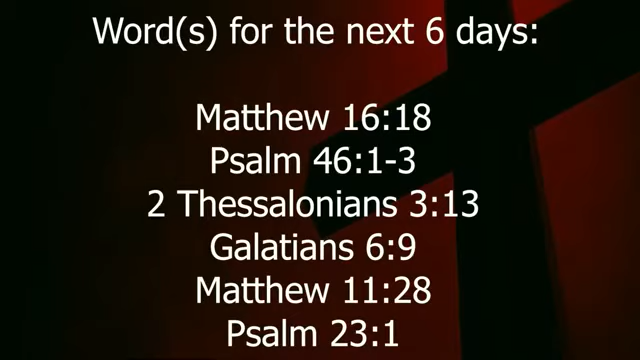 Word(s) for the next 6 days:
Matthew 16:18
Psalm 46:1-3
2 Thessalonians 3:13
Galatians 6:9
Matthew 11:28
Psalm 23:1